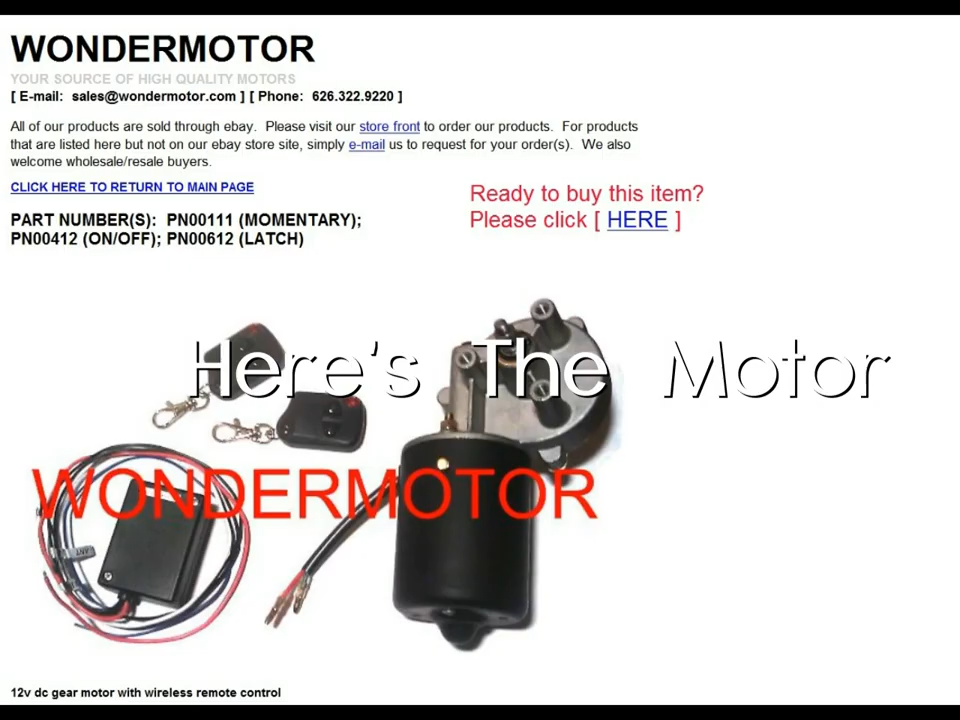 WONDERMOTOR
YOUR SOURCE OF HIGH QUALITY MOTORS
[ E-mail: sales@wondermotor.com ] [ Phone: 626.322.9220 ]
All of our products are sold through ebay. Please visit our store front to order our products. For products
that are listed here but not on our ebay store site, simply e-mail us to request for your order(s). We also
welcome wholesale/resale buyers.
CLICK HERE TO RETURN TO MAIN PAGE
Ready to buy this item?
Please click [ HERE ]
PART NUMBER(S): PN00111 (MOMENTARY);
PN00412 (ON/OFF); PN00612 (LATCH)
Here's The Motor
WONDERMOTOR
ANT
12v dc gear motor with wireless remote control